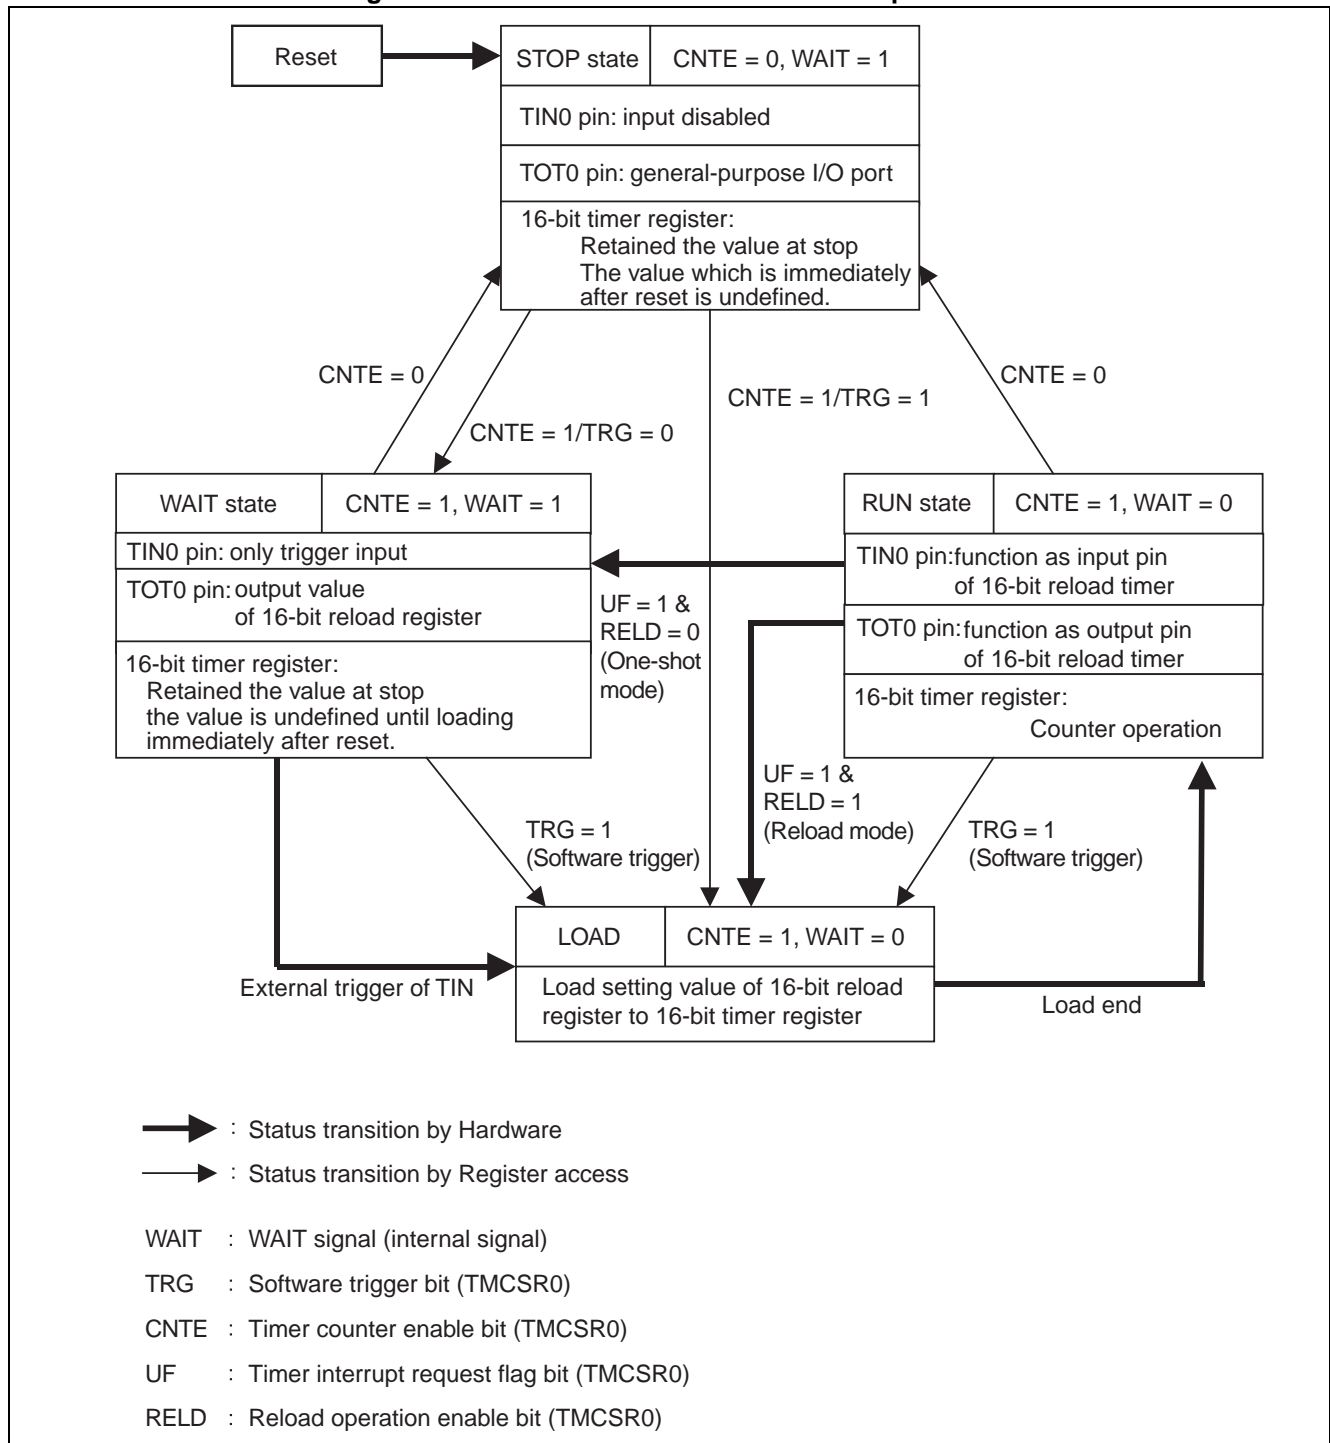 Reset
STOP state
CNTE = 0, WAIT = 1
TIN0 pin: input disabled
TOT0 pin: general-purpose I/O port
16-bit timer register:
Retained the value at stop
The value which is immediately
after reset is undefined.
CNTE = 0
CNTE = 1/TRG = 0
CNTE = 1/TRG = 1
CNTE = 0
WAIT state
CNTE = 1, WAIT = 1
TIN0 pin: only trigger input
TOT0 pin: output value
of 16-bit reload register
16-bit timer register:
Retained the value at stop
the value is undefined until loading
immediately after reset.
RUN state
CNTE = 1, WAIT = 0
TIN0 pin: function as input pin
of 16-bit reload timer
TOT0 pin: function as output pin
of 16-bit reload timer
16-bit timer register:
Counter operation
UF = 1 &
RELD = 0
(One-shot
mode)
UF = 1 &
RELD = 1
(Reload mode)
TRG = 1
(Software trigger)
TRG = 1
(Software trigger)
External trigger of TIN
LOAD
CNTE = 1, WAIT = 0
Load setting value of 16-bit reload
register to 16-bit timer register
Load end
: Status transition by Hardware
: Status transition by Register access
WAIT : WAIT signal (internal signal)
TRG : Software trigger bit (TMCSR0)
CNTE : Timer counter enable bit (TMCSR0)
UF : Timer interrupt request flag bit (TMCSR0)
RELD : Reload operation enable bit (TMCSR0)